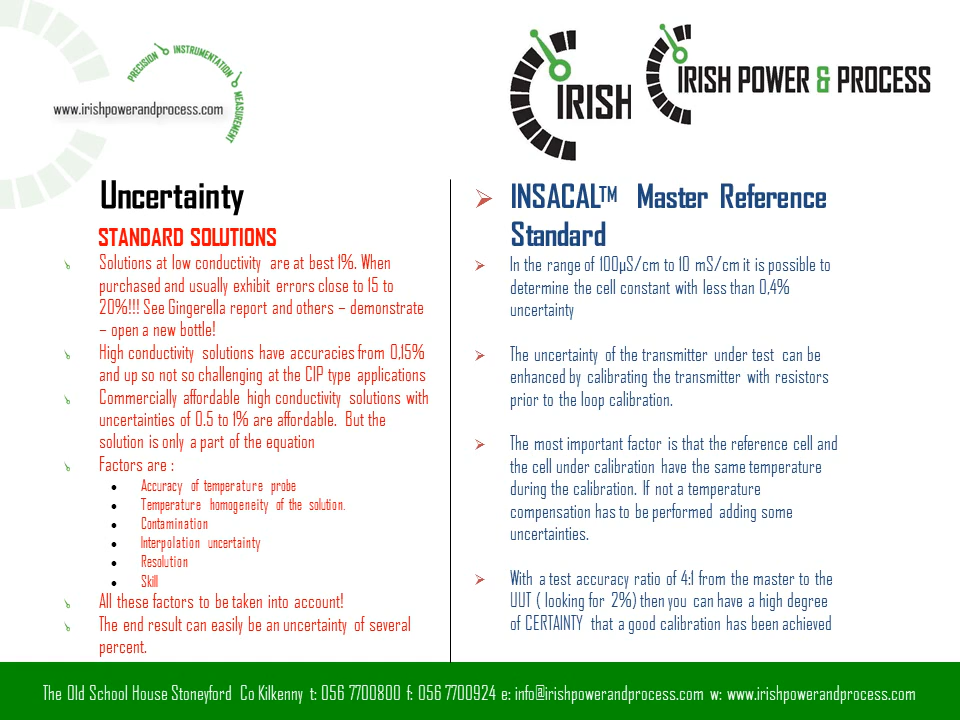 PRECISION INSTRUMENTATION MEASUREMENT
www.irishpowerandprocess.com
IRISH
IRISH POWER & PROCESS
Uncertainty
STANDARD SOLUTIONS
Solutions at low conductivity are at best 1%. When
purchased and usually exhibit errors close to 15 to
20%!!! See Gingerella report and others – demonstrate
– open a new bottle!
High conductivity solutions have accuracies from 0,15%
and up so not so challenging at the CIP type applications
Commercially affordable high conductivity solutions with
uncertainties of 0.5 to 1% are affordable. But the
solution is only a part of the equation
Factors are :
Accuracy of temperature probe
Temperature homogeneity of the solution.
Contamination
Interpolation uncertainty
Resolution
Skill
All these factors to be taken into account!
The end result can easily be an uncertainty of several
percent.
INSACAL™ Master Reference
Standard
In the range of 100µS/cm to 10 mS/cm it is possible to
determine the cell constant with less than 0,4%
uncertainty
The uncertainty of the transmitter under test can be
enhanced by calibrating the transmitter with resistors
prior to the loop calibration.
The most important factor is that the reference cell and
the cell under calibration have the same temperature
during the calibration. If not a temperature
compensation has to be performed adding some
uncertainties.
With a test accuracy ratio of 4:1 from the master to the
UUT ( looking for 2%) then you can have a high degree
of CERTAINTY that a good calibration has been achieved
The Old School House Stoneyford Co Kilkenny t: 056 7700800 f: 056 7700924 e: info@irishpowerandprocess.com w: www.irishpowerandprocess.com